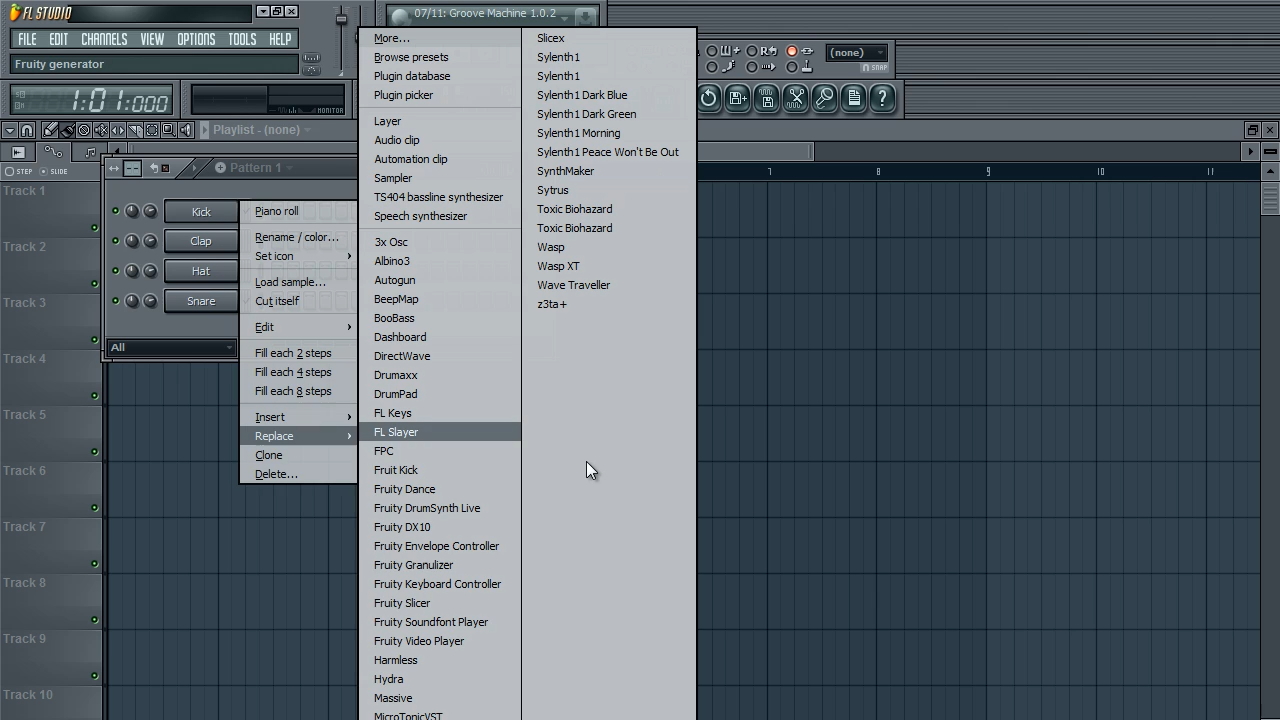 FL STUDIO
07/11: Groove Machine 1.0.2
FILE EDIT CHANNELS VIEW OPTIONS TOOLS HELP
Fruity generator
1:01:000
MONITOR
(none)
SNAP
Playlist - (none)
STEP SLIDE
Pattern 1
7 8 9 10 11
Track 1
Track 2
Track 3
Track 4
Track 5
Track 6
Track 7
Track 8
Track 9
Track 10
Kick
Clap
Hat
Snare
All
Piano roll
Rename / color...
Set icon
Load sample...
Cut itself
Edit
Fill each 2 steps
Fill each 4 steps
Fill each 8 steps
Insert
Replace
Clone
Delete...
More...
Browse presets
Plugin database
Plugin picker
Layer
Audio clip
Automation clip
Sampler
TS404 bassline synthesizer
Speech synthesizer
3x Osc
Albino3
Autogun
BeepMap
BooBass
Dashboard
DirectWave
Drumaxx
DrumPad
FL Keys
FL Slayer
FPC
Fruit Kick
Fruity Dance
Fruity DrumSynth Live
Fruity DX10
Fruity Envelope Controller
Fruity Granulizer
Fruity Keyboard Controller
Fruity Slicer
Fruity Soundfont Player
Fruity Video Player
Harmless
Hydra
Massive
MicroTonicVST
Slicex
Sylenth1
Sylenth1
Sylenth1 Dark Blue
Sylenth1 Dark Green
Sylenth1 Morning
Sylenth1 Peace Won't Be Out
SynthMaker
Sytrus
Toxic Biohazard
Toxic Biohazard
Wasp
Wasp XT
Wave Traveller
z3ta+